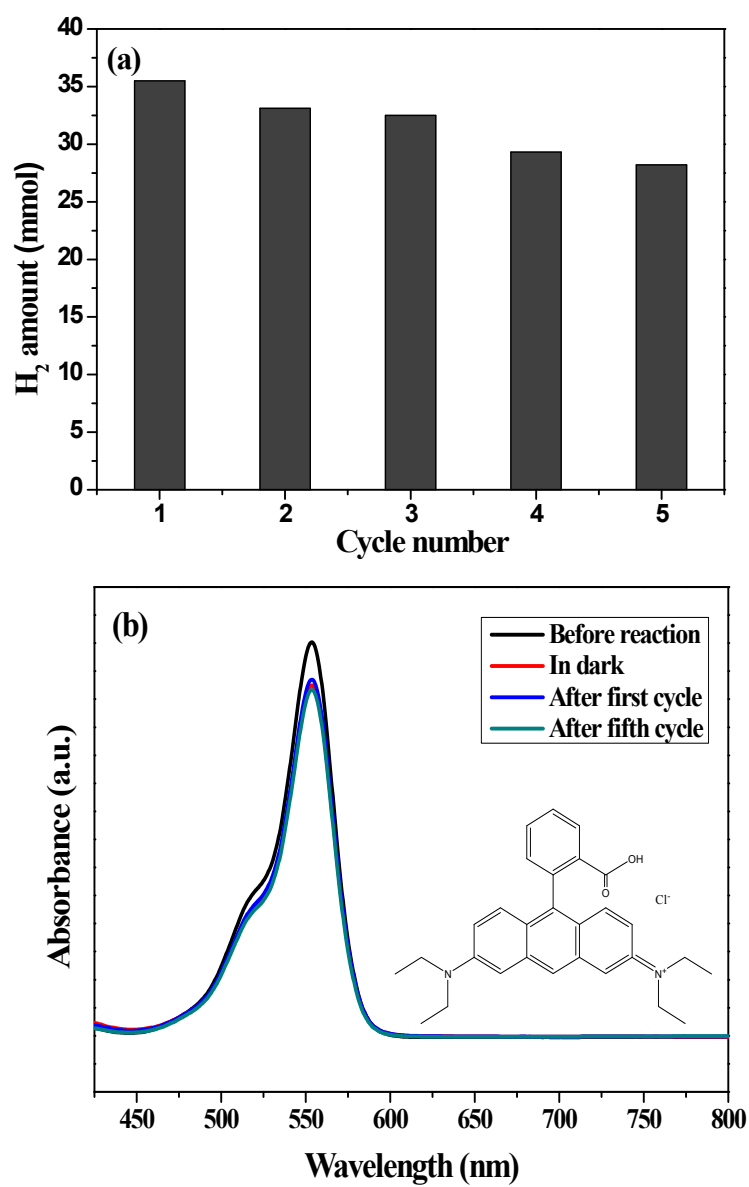 (a)
40
35
30
25
20
15
10
5
0
H₂ amount (mmol)
1 2 3 4 5
Cycle number
(b)
Before reaction
In dark
After first cycle
After fifth cycle
Absorbance (a.u.)
OH
O
Cl⁻
N N⁺
450 500 550 600 650 700 750 800
Wavelength (nm)